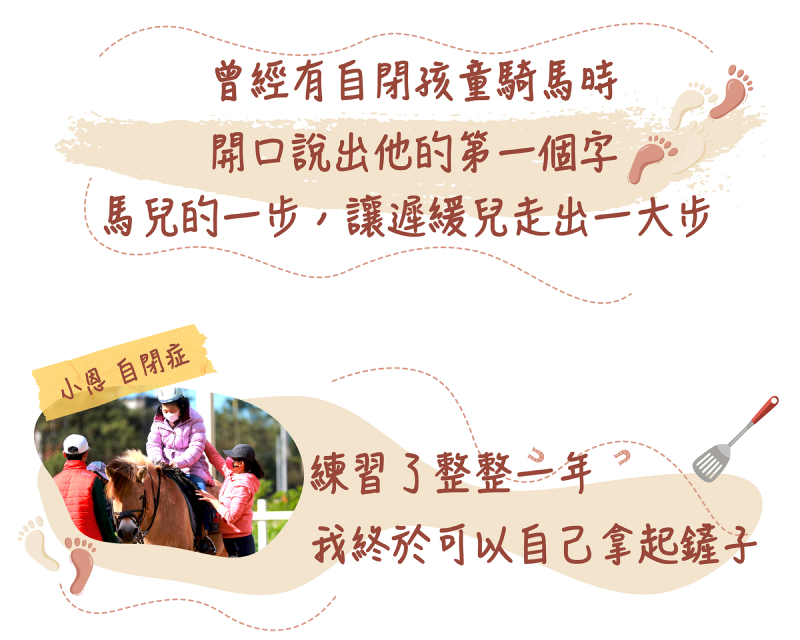 曾經有自閉孩童騎馬時
開口說出他的第一個字
馬兒的一步，讓遲緩兒走出一大步
小恩 自閉症
練習了整整一年
我終於可以自己拿起鏟子